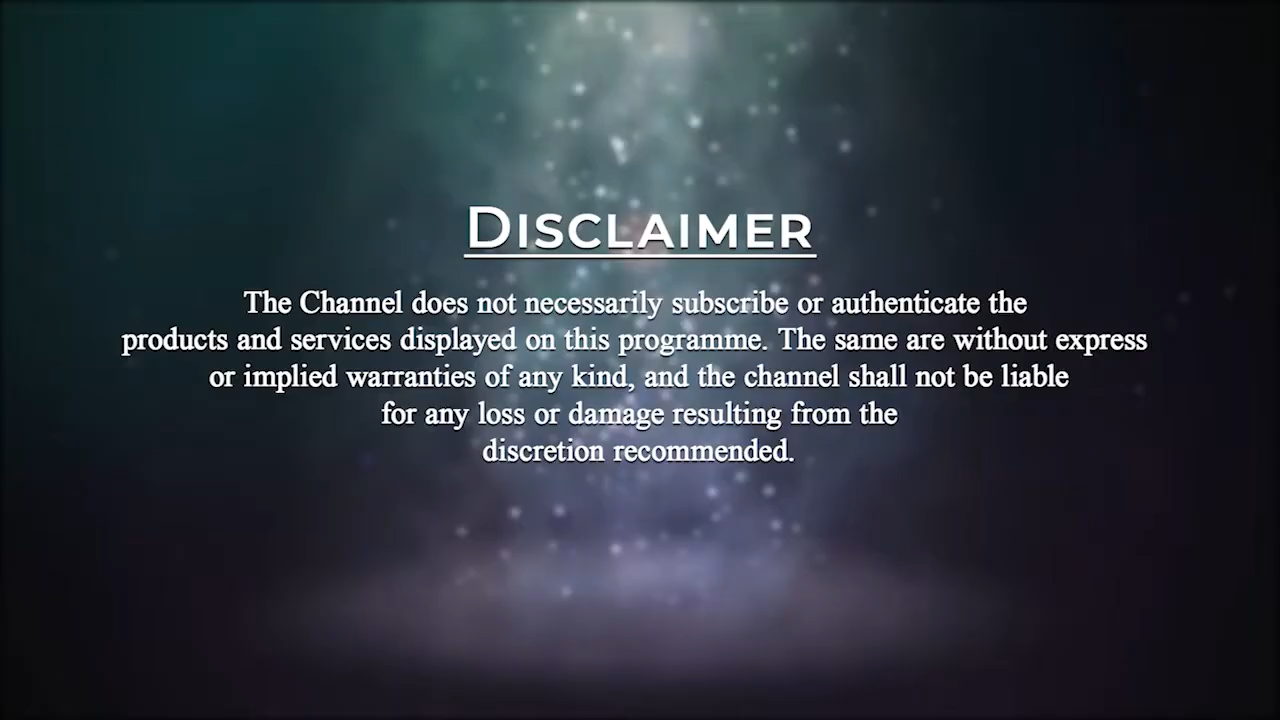 DISCLAIMER
The Channel does not necessarily subscribe or authenticate the
products and services displayed on this programme. The same are without express
or implied warranties of any kind, and the channel shall not be liable
for any loss or damage resulting from the
discretion recommended.